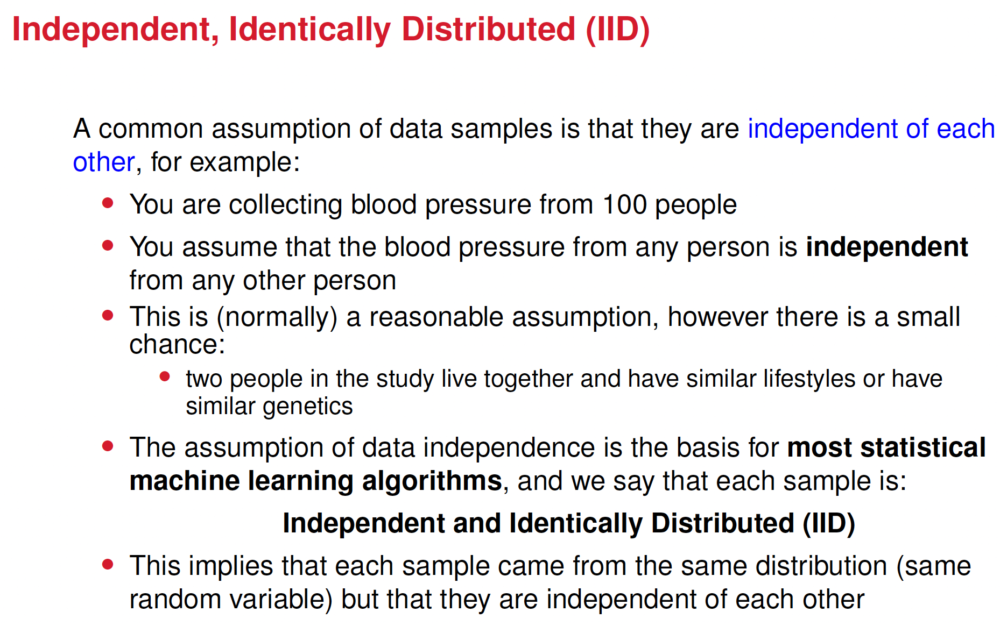 Independent, Identically Distributed (IID)
A common assumption of data samples is that they are independent of each
other, for example:
• You are collecting blood pressure from 100 people
• You assume that the blood pressure from any person is independent
from any other person
• This is (normally) a reasonable assumption, however there is a small
chance:
• two people in the study live together and have similar lifestyles or have
similar genetics
• The assumption of data independence is the basis for most statistical
machine learning algorithms, and we say that each sample is:
Independent and Identically Distributed (IID)
• This implies that each sample came from the same distribution (same
random variable) but that they are independent of each other